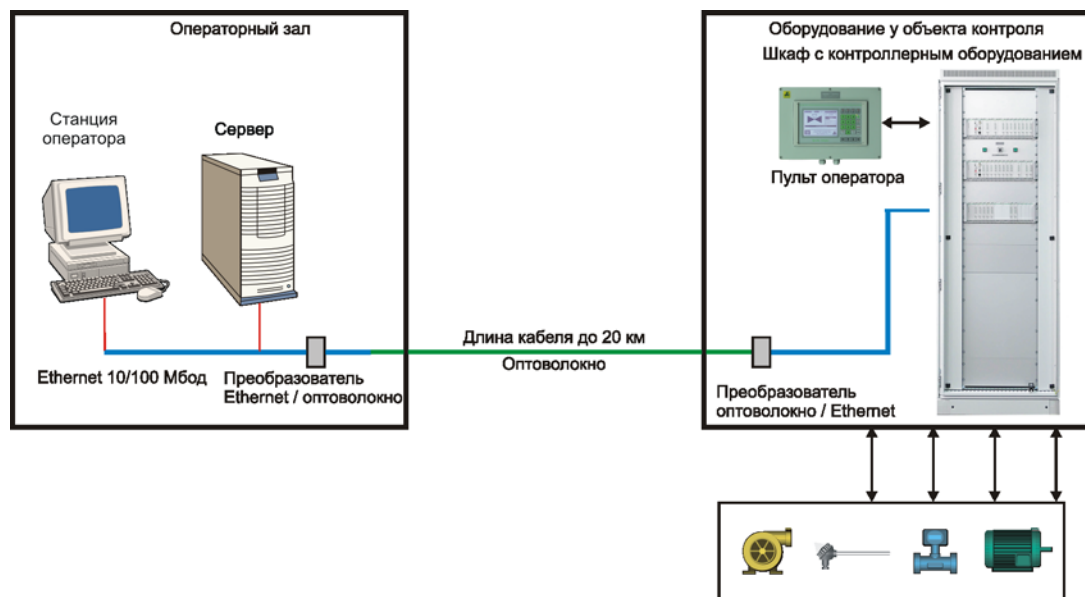 Операторный зал
Станция
оператора
Сервер
Ethernet 10/100 Мбод
Преобразователь
Ethernet / оптоволокно
Длина кабеля до 20 км
Оптоволокно
Оборудование у объекта контроля
Шкаф с контроллерным оборудованием
Пульт оператора
Преобразователь
оптоволокно / Ethernet